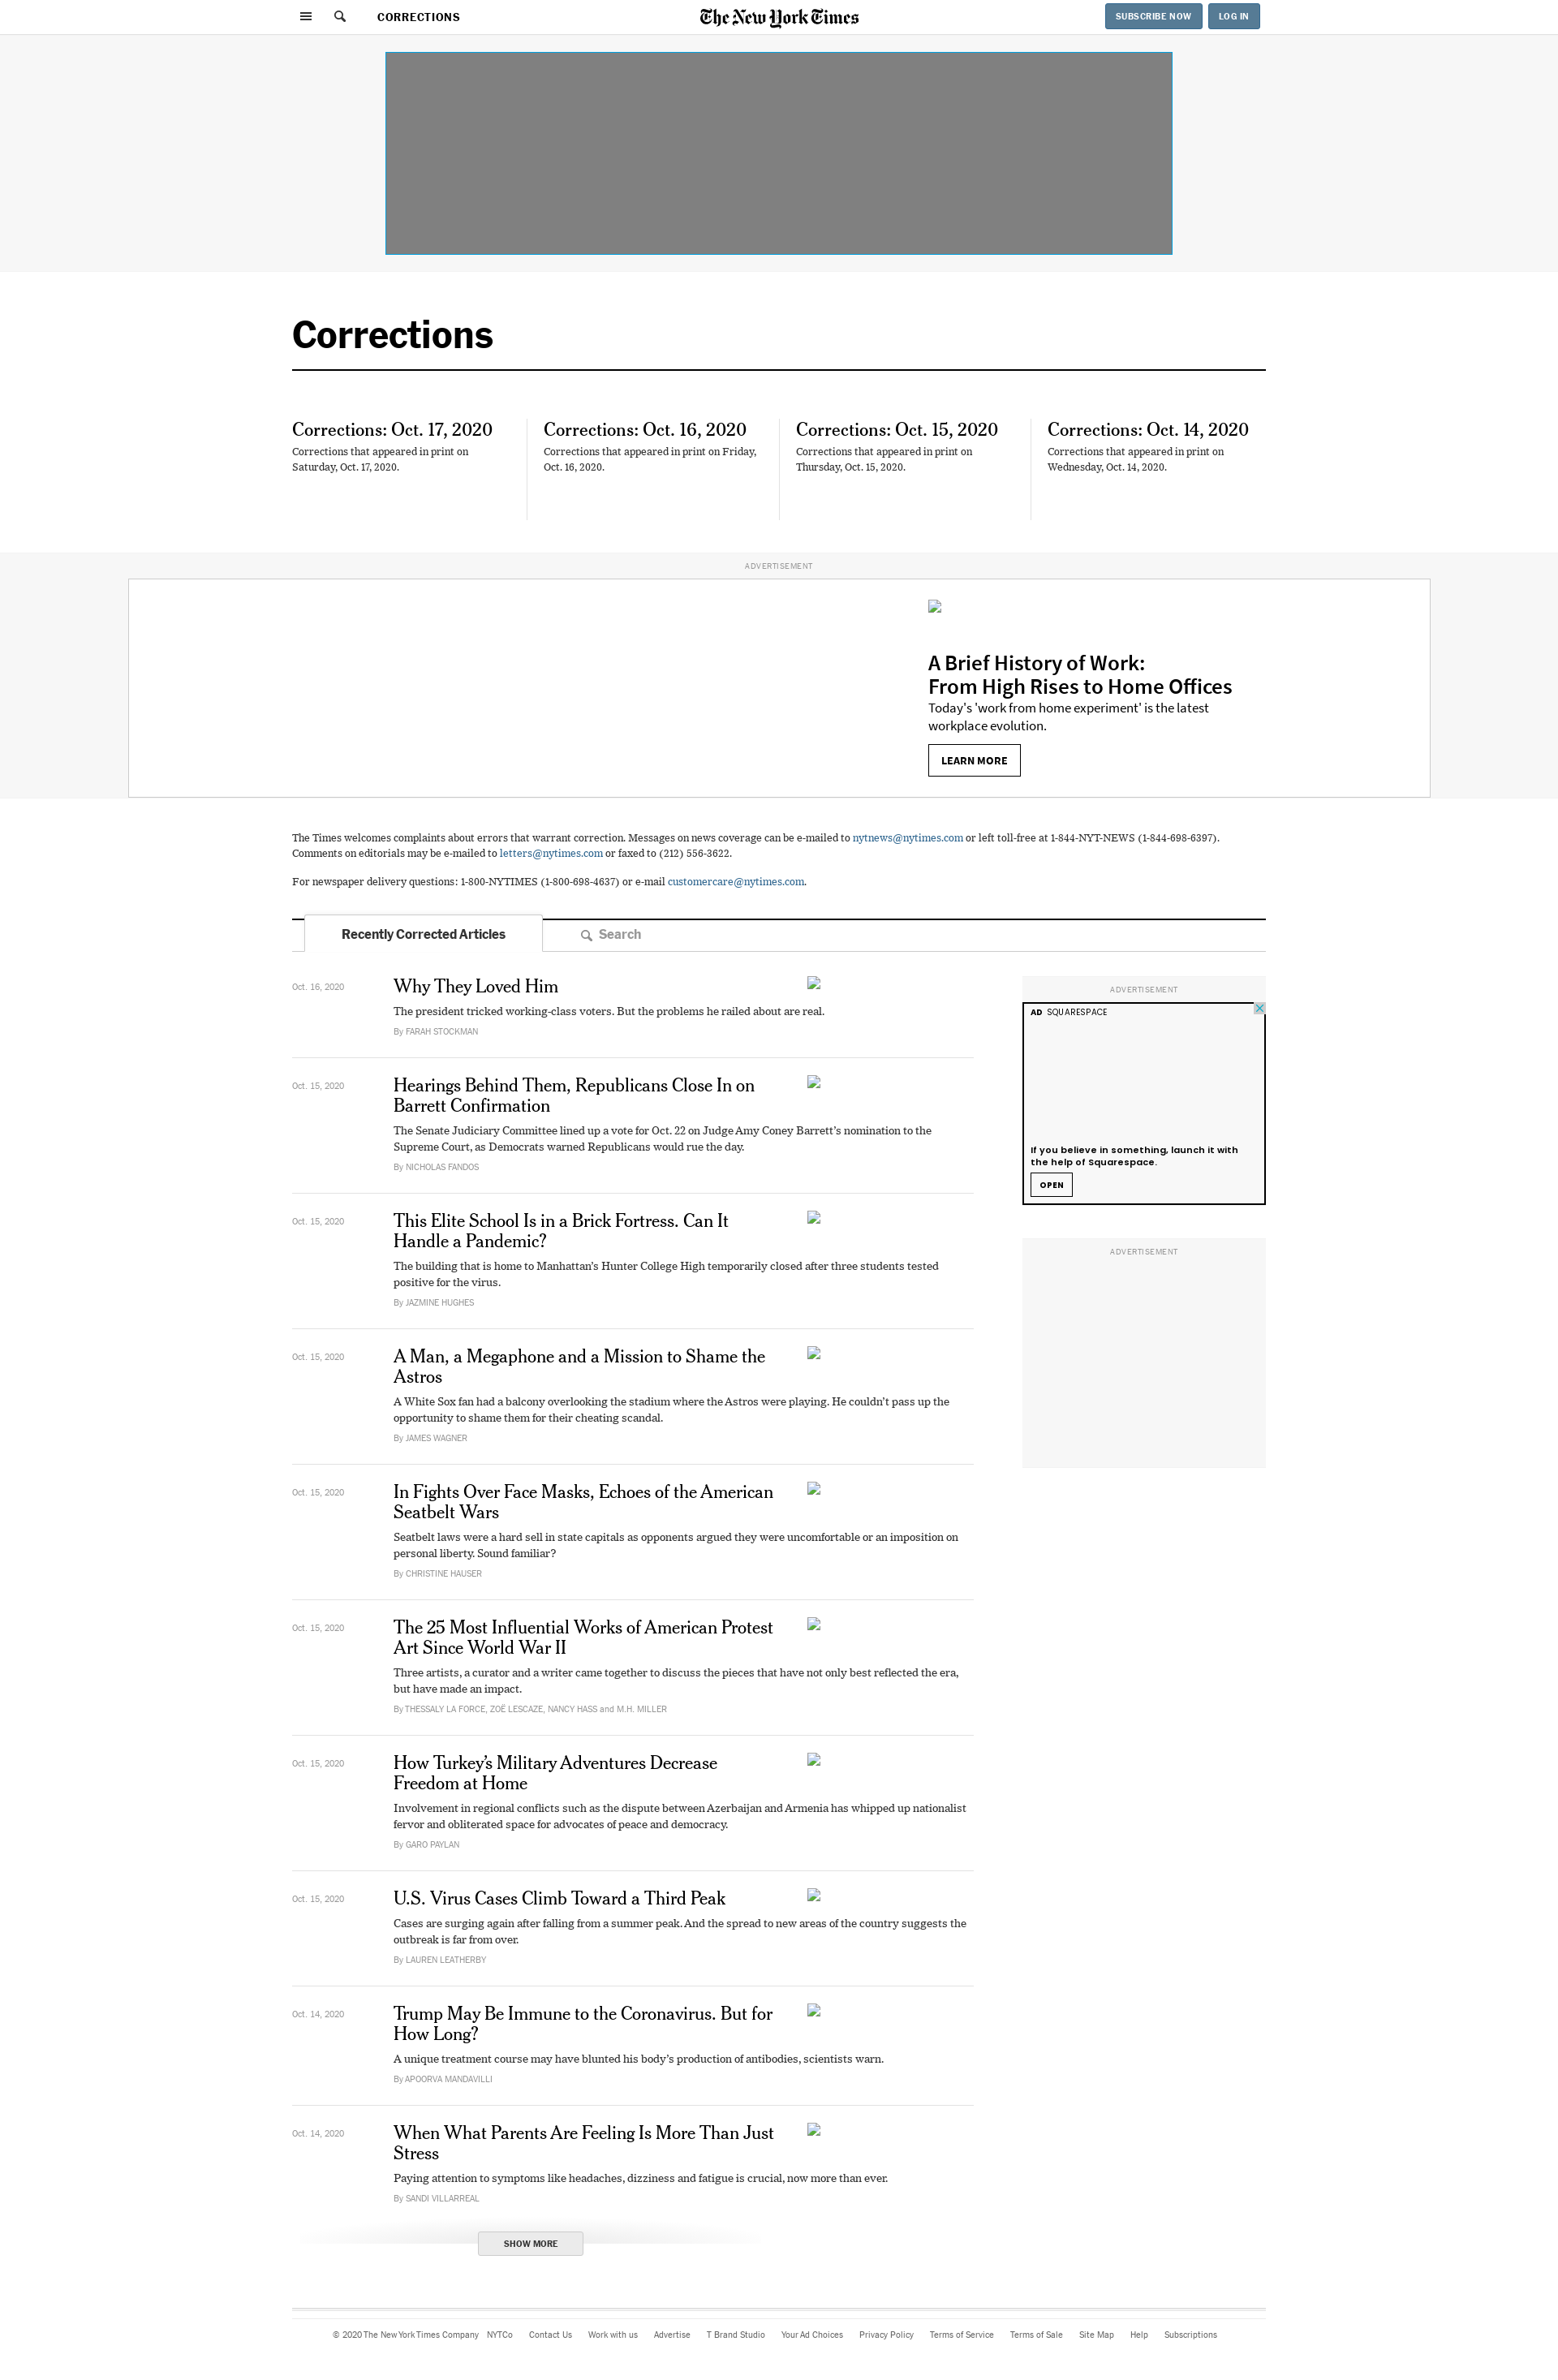 CORRECTIONS
The New York Times
SUBSCRIBE NOW
LOG IN
Corrections
Corrections: Oct. 17, 2020
Corrections that appeared in print on
Saturday, Oct. 17, 2020.
Corrections: Oct. 16, 2020
Corrections that appeared in print on Friday,
Oct. 16, 2020.
Corrections: Oct. 15, 2020
Corrections that appeared in print on
Thursday, Oct. 15, 2020.
Corrections: Oct. 14, 2020
Corrections that appeared in print on
Wednesday, Oct. 14, 2020.
ADVERTISEMENT
A Brief History of Work:
From High Rises to Home Offices
Today's 'work from home experiment' is the latest
workplace evolution.
LEARN MORE
The Times welcomes complaints about errors that warrant correction. Messages on news coverage can be e-mailed to nytnews@nytimes.com or left toll-free at 1-844-NYT-NEWS (1-844-698-6397).
Comments on editorials may be e-mailed to letters@nytimes.com or faxed to (212) 556-3622.
For newspaper delivery questions: 1-800-NYTIMES (1-800-698-4637) or e-mail customercare@nytimes.com.
Recently Corrected Articles
Search
Oct. 16, 2020
Why They Loved Him
The president tricked working-class voters. But the problems he railed about are real.
By FARAH STOCKMAN
Oct. 15, 2020
Hearings Behind Them, Republicans Close In on
Barrett Confirmation
The Senate Judiciary Committee lined up a vote for Oct. 22 on Judge Amy Coney Barrett’s nomination to the
Supreme Court, as Democrats warned Republicans would rue the day.
By NICHOLAS FANDOS
Oct. 15, 2020
This Elite School Is in a Brick Fortress. Can It
Handle a Pandemic?
The building that is home to Manhattan’s Hunter College High temporarily closed after three students tested
positive for the virus.
By JAZMINE HUGHES
Oct. 15, 2020
A Man, a Megaphone and a Mission to Shame the
Astros
A White Sox fan had a balcony overlooking the stadium where the Astros were playing. He couldn’t pass up the
opportunity to shame them for their cheating scandal.
By JAMES WAGNER
Oct. 15, 2020
In Fights Over Face Masks, Echoes of the American
Seatbelt Wars
Seatbelt laws were a hard sell in state capitals as opponents argued they were uncomfortable or an imposition on
personal liberty. Sound familiar?
By CHRISTINE HAUSER
Oct. 15, 2020
The 25 Most Influential Works of American Protest
Art Since World War II
Three artists, a curator and a writer came together to discuss the pieces that have not only best reflected the era,
but have made an impact.
By THESSALY LA FORCE, ZOË LESCAZE, NANCY HASS and M.H. MILLER
Oct. 15, 2020
How Turkey’s Military Adventures Decrease
Freedom at Home
Involvement in regional conflicts such as the dispute between Azerbaijan and Armenia has whipped up nationalist
fervor and obliterated space for advocates of peace and democracy.
By GARO PAYLAN
Oct. 15, 2020
U.S. Virus Cases Climb Toward a Third Peak
Cases are surging again after falling from a summer peak. And the spread to new areas of the country suggests the
outbreak is far from over.
By LAUREN LEATHERBY
Oct. 14, 2020
Trump May Be Immune to the Coronavirus. But for
How Long?
A unique treatment course may have blunted his body’s production of antibodies, scientists warn.
By APOORVA MANDAVILLI
Oct. 14, 2020
When What Parents Are Feeling Is More Than Just
Stress
Paying attention to symptoms like headaches, dizziness and fatigue is crucial, now more than ever.
By SANDI VILLARREAL
SHOW MORE
ADVERTISEMENT
AD SQUARESPACE
If you believe in something, launch it with
the help of Squarespace.
OPEN
ADVERTISEMENT
© 2020 The New York Times Company NYTCo Contact Us Work with us Advertise T Brand Studio Your Ad Choices Privacy Policy Terms of Service Terms of Sale Site Map Help Subscriptions